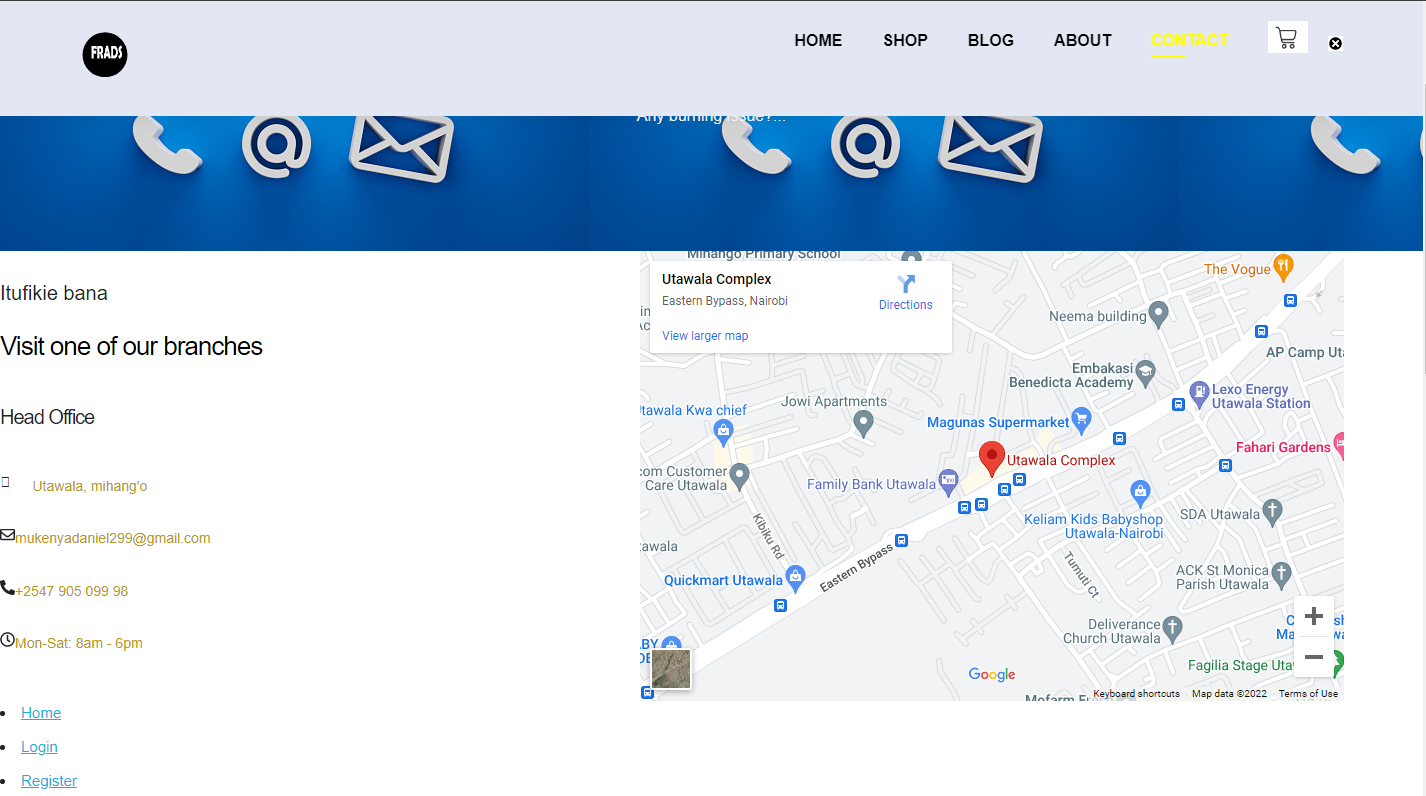 FRADS
HOME SHOP BLOG ABOUT CONTACT
Any burning issue?...
Itufikie bana
Visit one of our branches
Head Office
Utawala, mihang'o
mukenyadaniel299@gmail.com
+2547 905 099 98
Mon-Sat: 8am - 6pm
Home
Login
Register
Mihango Primary School
Utawala Complex
Eastern Bypass, Nairobi
Directions
View larger map
The Vogue
Neema building
AP Camp Uta
Embakasi
Benedicta Academy
Lexo Energy
Utawala Station
Jowi Apartments
Utawala Kwa chief
Magunas Supermarket
Fahari Gardens
Utawala Complex
com Customer
Care Utawala
Family Bank Utawala
Keliam Kids Babyshop
Utawala-Nairobi
SDA Utawala
Kibiku Rd
tawala
Eastern Bypass
Tumuti Ct
Quickmart Utawala
ACK St Monica
Parish Utawala
Deliverance
Church Utawala
Fagilia Stage Uta
Google
Keyboard shortcuts Map data ©2022 Terms of Use